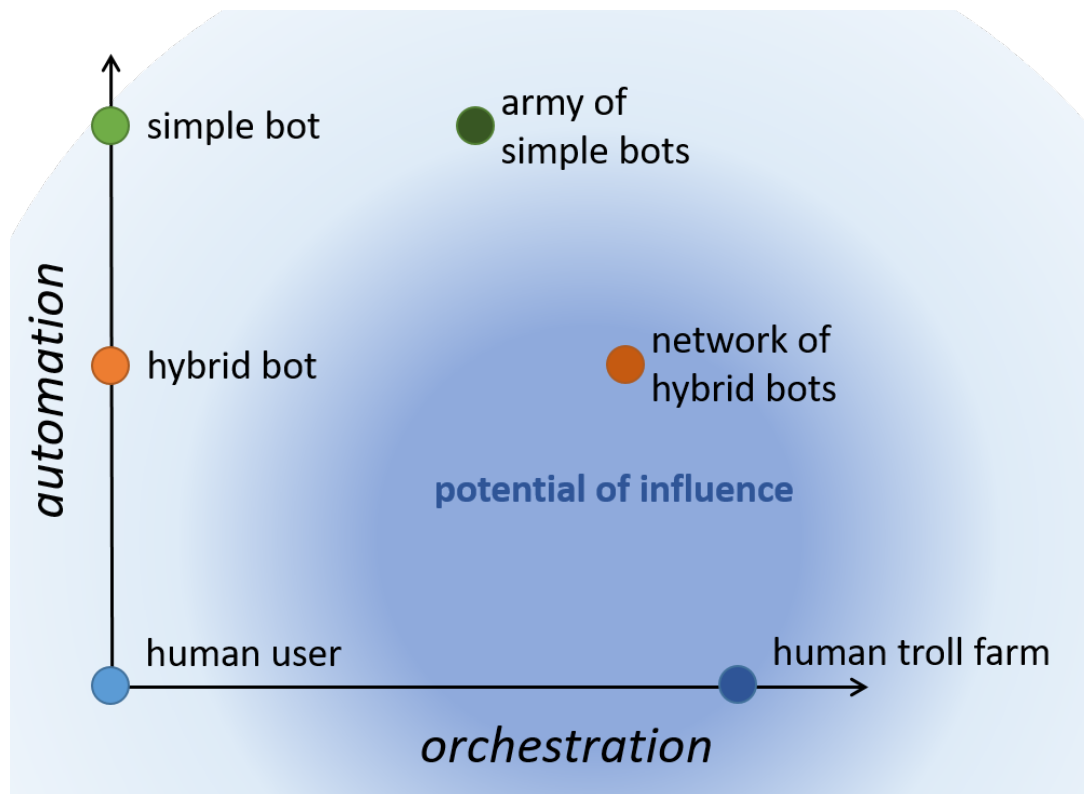 simple bot
army of
simple bots
automation
hybrid bot
network of
hybrid bots
potential of influence
human user
human troll farm
orchestration